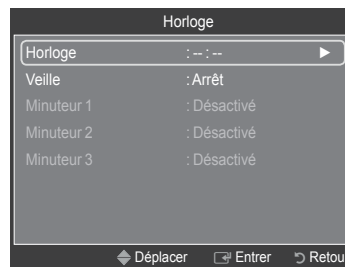 Horloge
Horloge : -- : -- ►
Veille : Arrêt
Minuteur 1 : Désactivé
Minuteur 2 : Désactivé
Minuteur 3 : Désactivé
Déplacer Entrer Retou